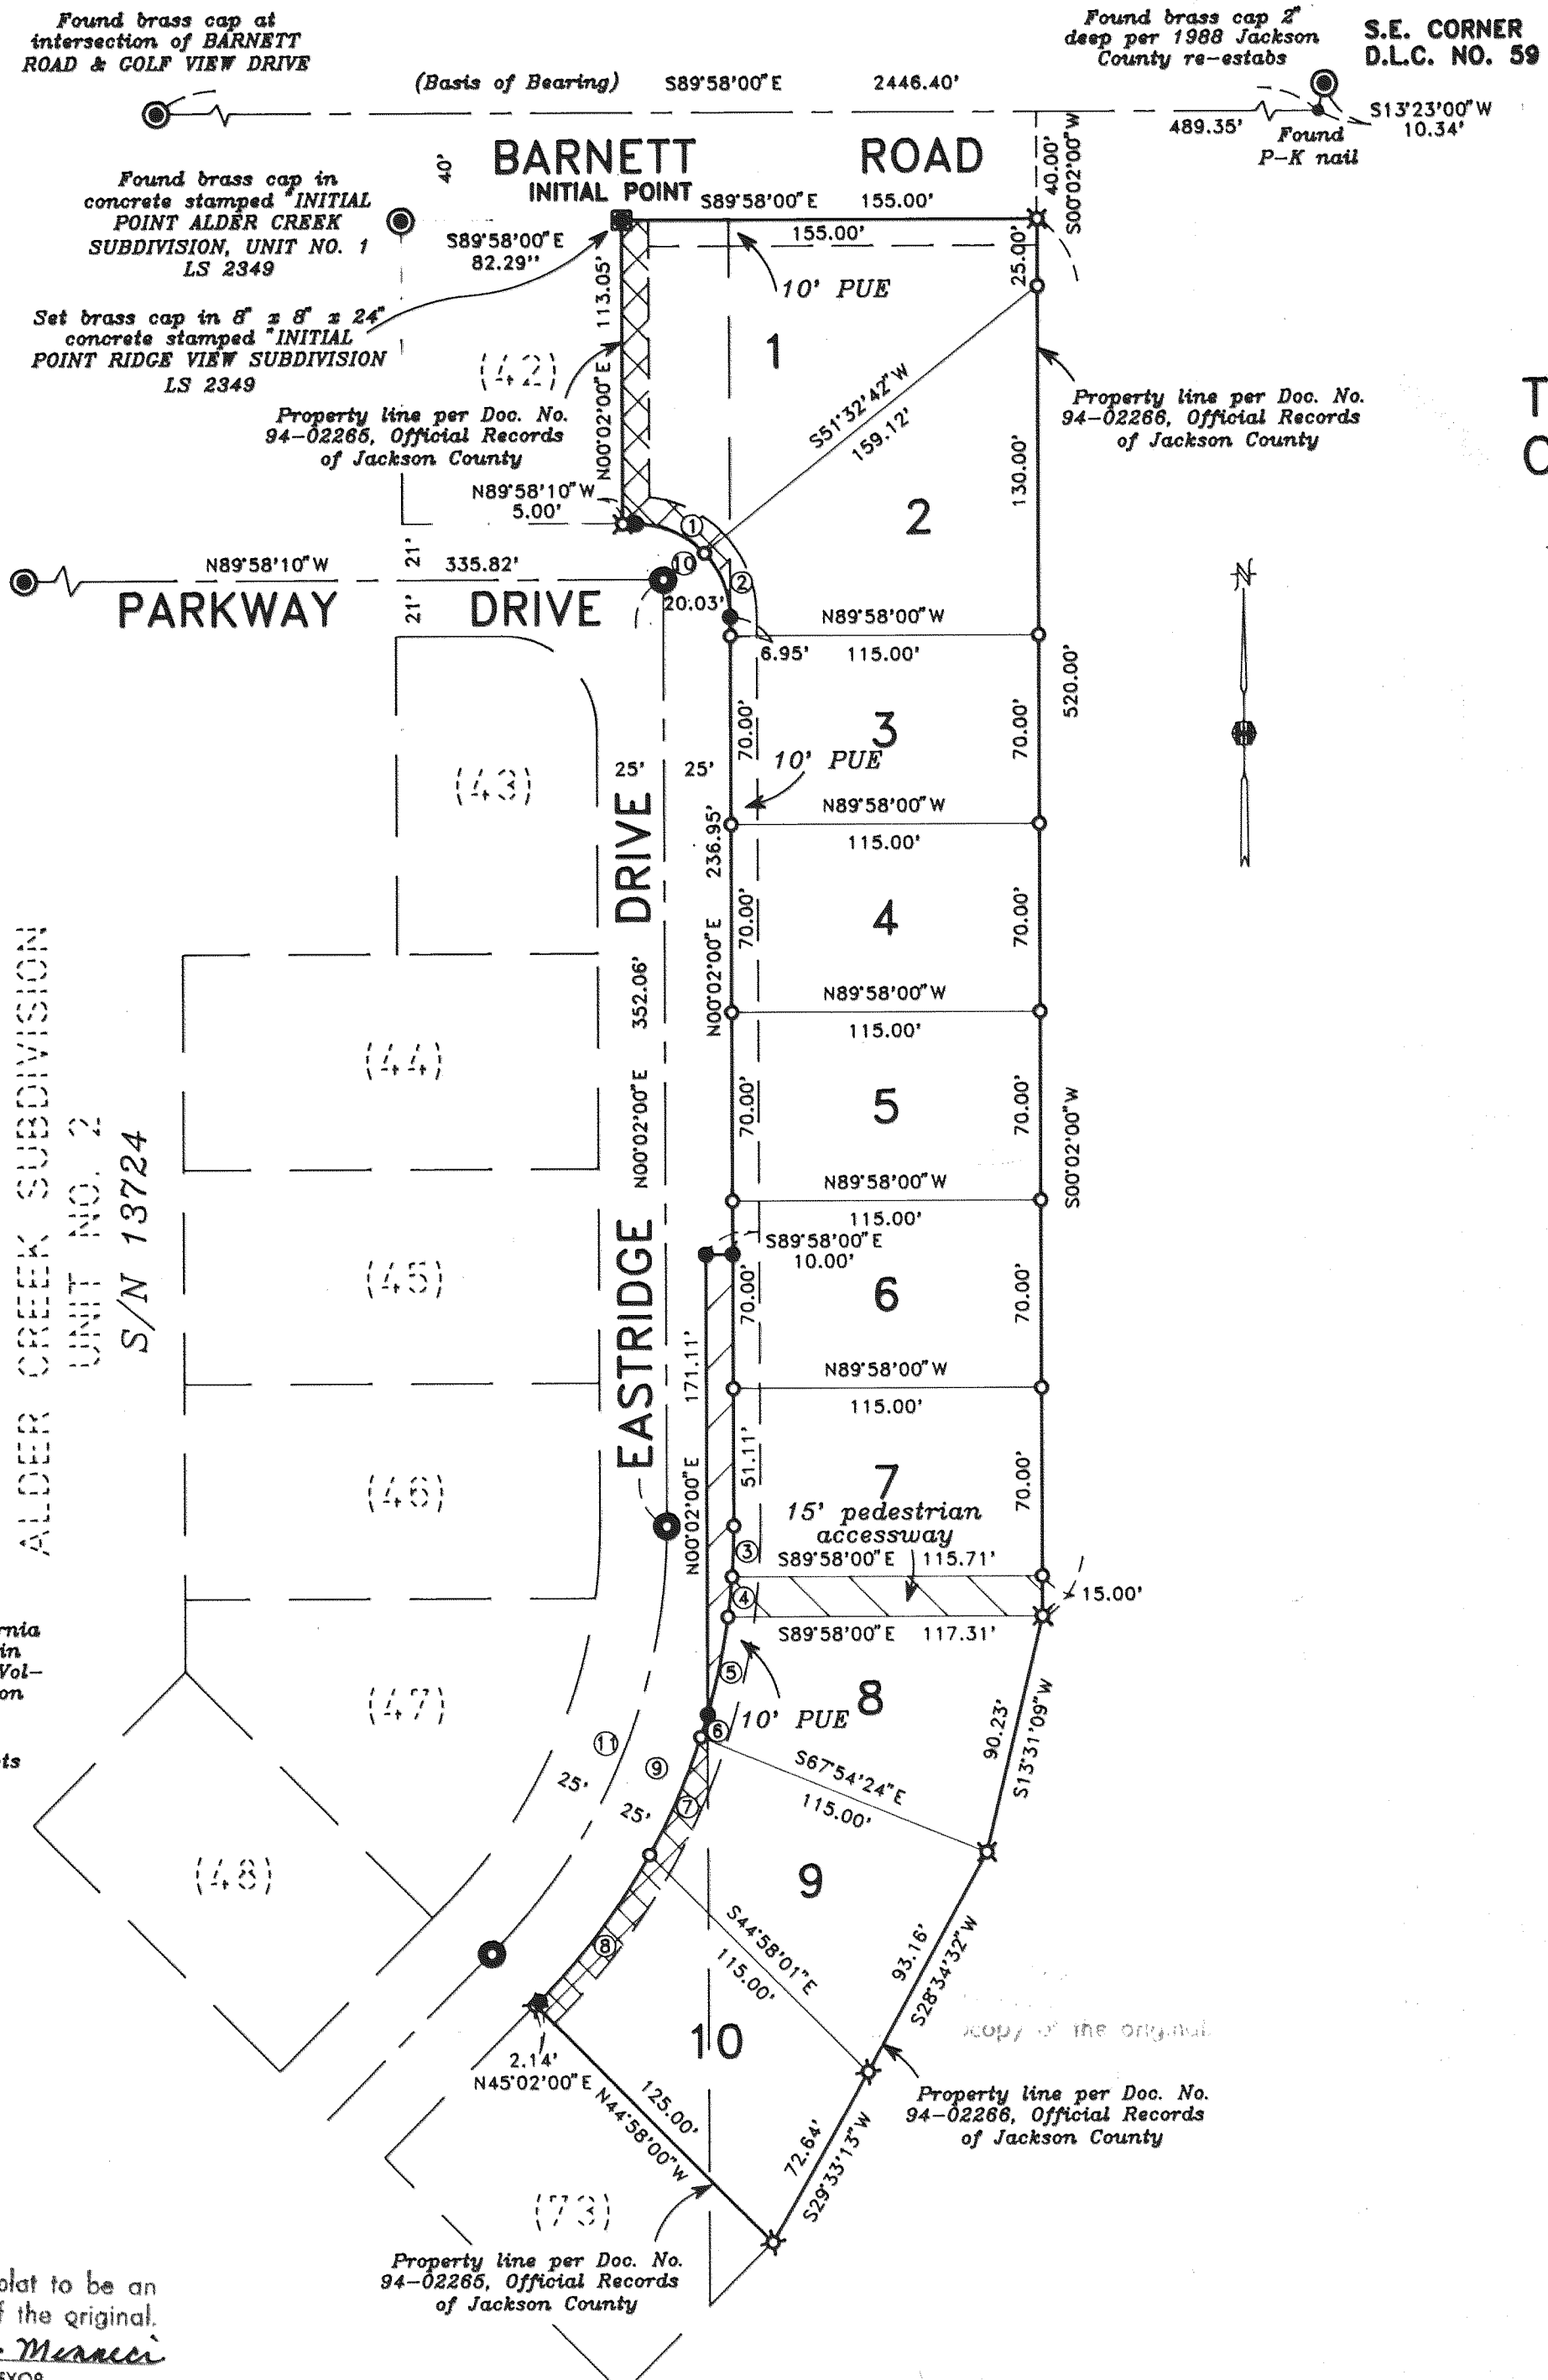 Found brass cap at
intersection of BARNETT
ROAD & GOLF VIEW DRIVE
(Basis of Bearing) S89°58'00"E 2446.40'
Found brass cap 2"
deep per 1988 Jackson
County re-estabs
S.E. CORNER
D.L.C. NO. 59
489.35'
Found
P-K nail
S13°23'00"W
10.34'
40'
BARNETT ROAD
INITIAL POINT
S89°58'00"E 155.00'
155.00'
40.00'
S00°02'00"W
25.00'
Found brass cap in
concrete stamped "INITIAL
POINT ALDER CREEK
SUBDIVISION, UNIT NO. 1
LS 2349
S89°58'00"E
82.29''
Set brass cap in 8" x 8" x 24"
concrete stamped "INITIAL
POINT RIDGE VIEW SUBDIVISION
LS 2349
N00°02'00"E 113.05'
10' PUE
1
(42)
S51°32'42"W
159.12'
Property line per Doc. No.
94-02265, Official Records
of Jackson County
Property line per Doc. No.
94-02266, Official Records
of Jackson County
T
O
130.00'
2
N89°58'10"W
5.00'
1
10
2
20.03'
6.95'
N89°58'10"W 335.82'
21'
21'
PARKWAY DRIVE
N
N89°58'00"W
115.00'
520.00'
S00°02'00"W
(43)
25' 25'
70.00'
3
70.00'
10' PUE
N89°58'00"W
115.00'
EASTRIDGE DRIVE
N00°02'00"E 352.06'
N00°02'00"E 236.95'
70.00'
4
70.00'
N89°58'00"W
115.00'
ALDER CREEK SUBDIVISION
UNIT NO. 2
S/N 13724
(44)
70.00'
5
70.00'
N89°58'00"W
115.00'
S89°58'00"E
10.00'
(45)
70.00'
6
70.00'
N00°02'00"E 171.11'
N89°58'00"W
115.00'
(46)
51.11'
7
70.00'
15' pedestrian
accessway
3
S89°58'00"E 115.71'
4
15.00'
S89°58'00"E 117.31'
rnia
in
Vol-
on
ts
(47)
5
8
10' PUE
6
90.23'
S13°31'09"W
11
9
25'
25'
7
S67°54'24"E
115.00'
(48)
9
8
S44°58'01"E
115.00'
93.16'
S28°34'32"W
copy of the original.
10
2.14'
N45°02'00"E
125.00'
N44°58'00"W
72.64'
S29°33'13"W
Property line per Doc. No.
94-02266, Official Records
of Jackson County
(73)
Property line per Doc. No.
94-02265, Official Records
of Jackson County
plat to be an
f the original.